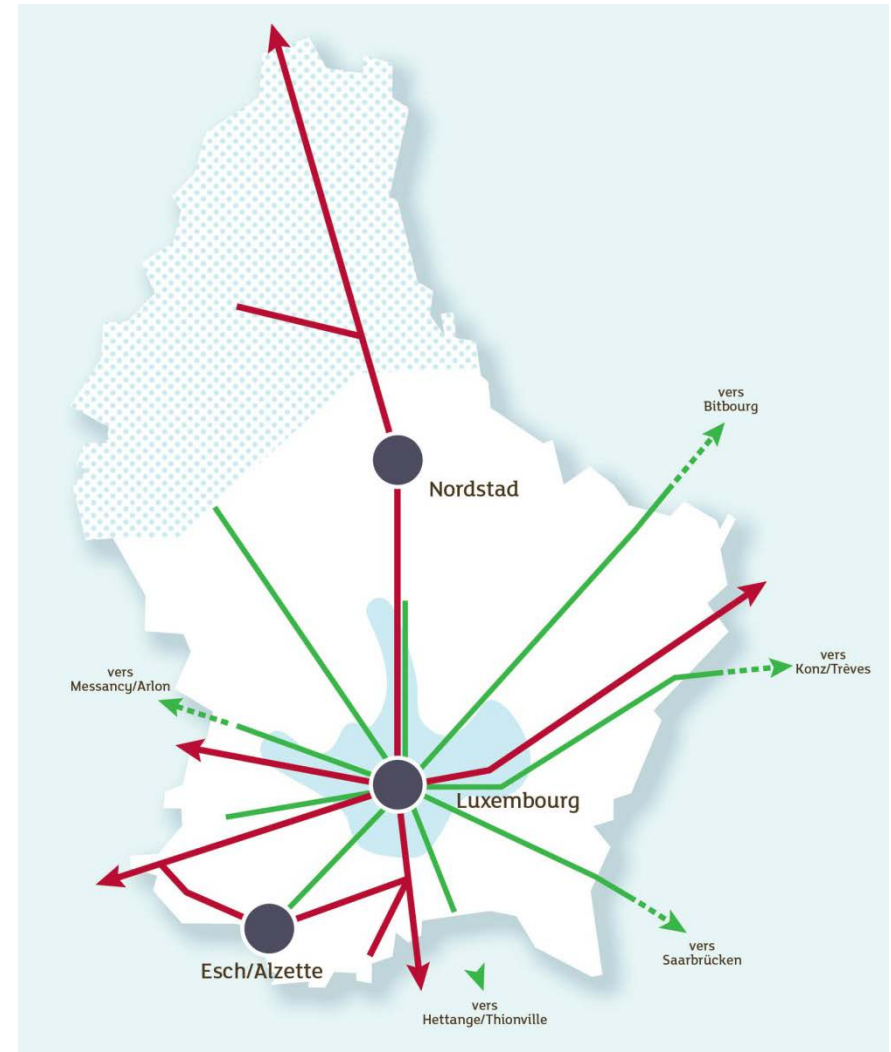 vers
Bitbourg
Nordstad
vers
Konz/Trèves
vers
Messancy/Arlon
Luxembourg
vers
Saarbrücken
Esch/Alzette
vers
Hettange/Thionville